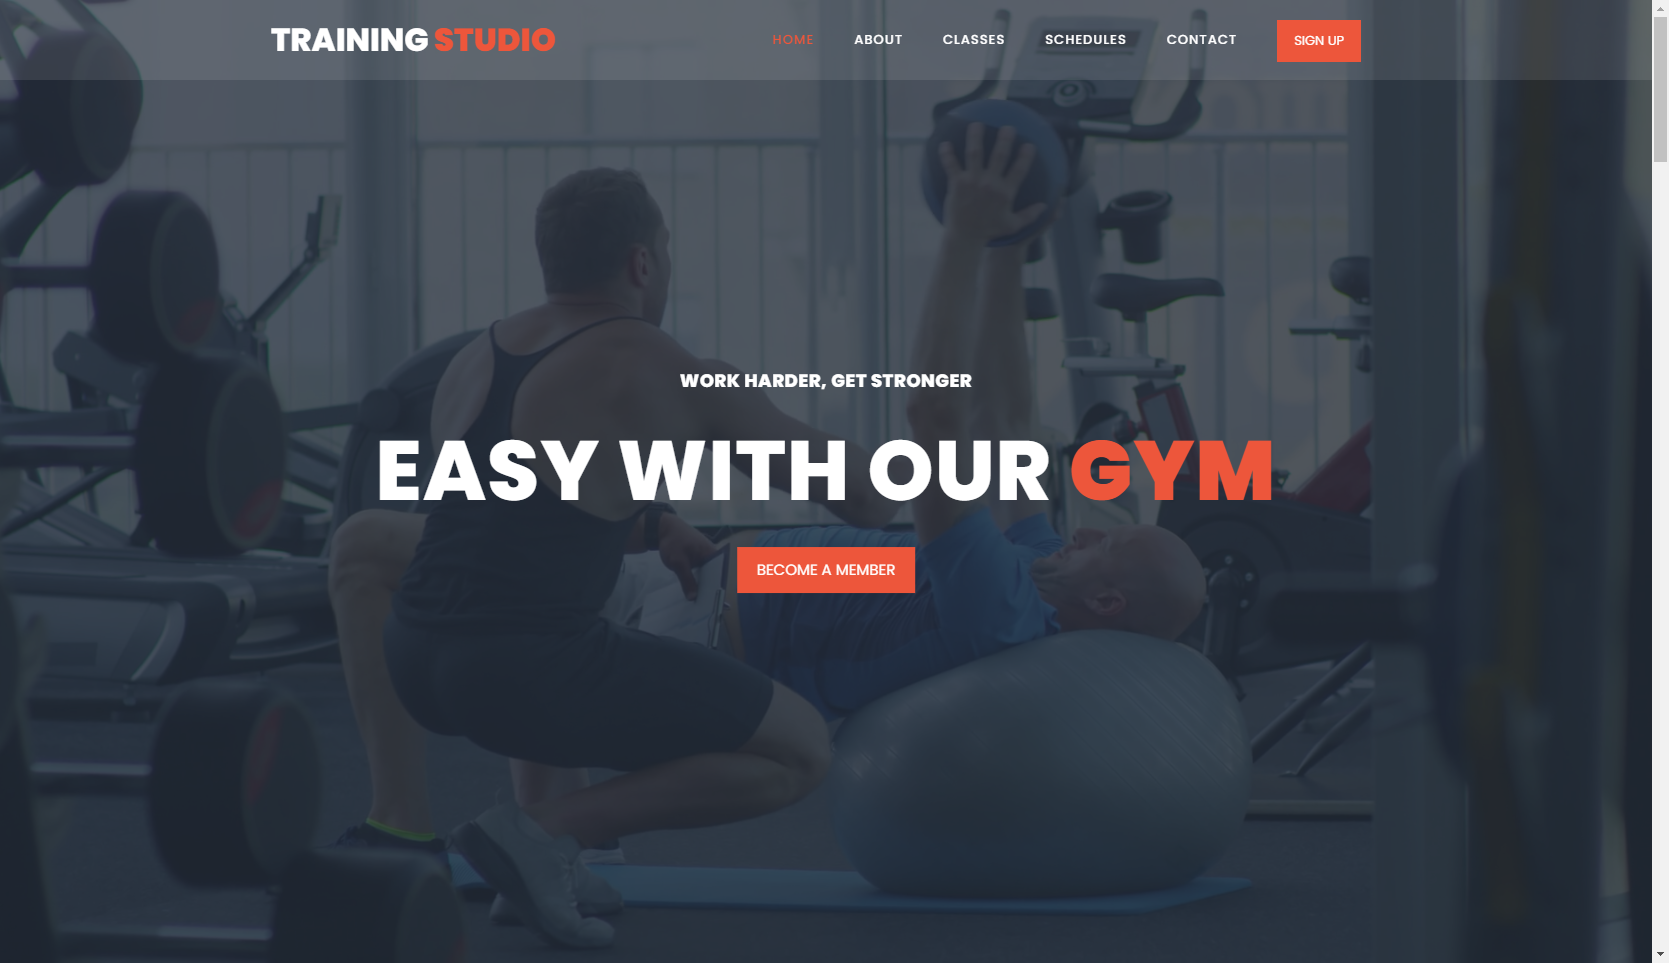 TRAINING STUDIO
HOME ABOUT CLASSES SCHEDULES CONTACT SIGN UP
WORK HARDER, GET STRONGER
EASY WITH OUR GYM
BECOME A MEMBER